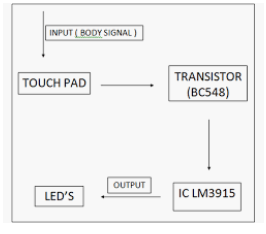 INPUT ( BODY SIGNAL )
TOUCH PAD
TRANSISTOR
(BC548)
IC LM3915
OUTPUT
LED'S